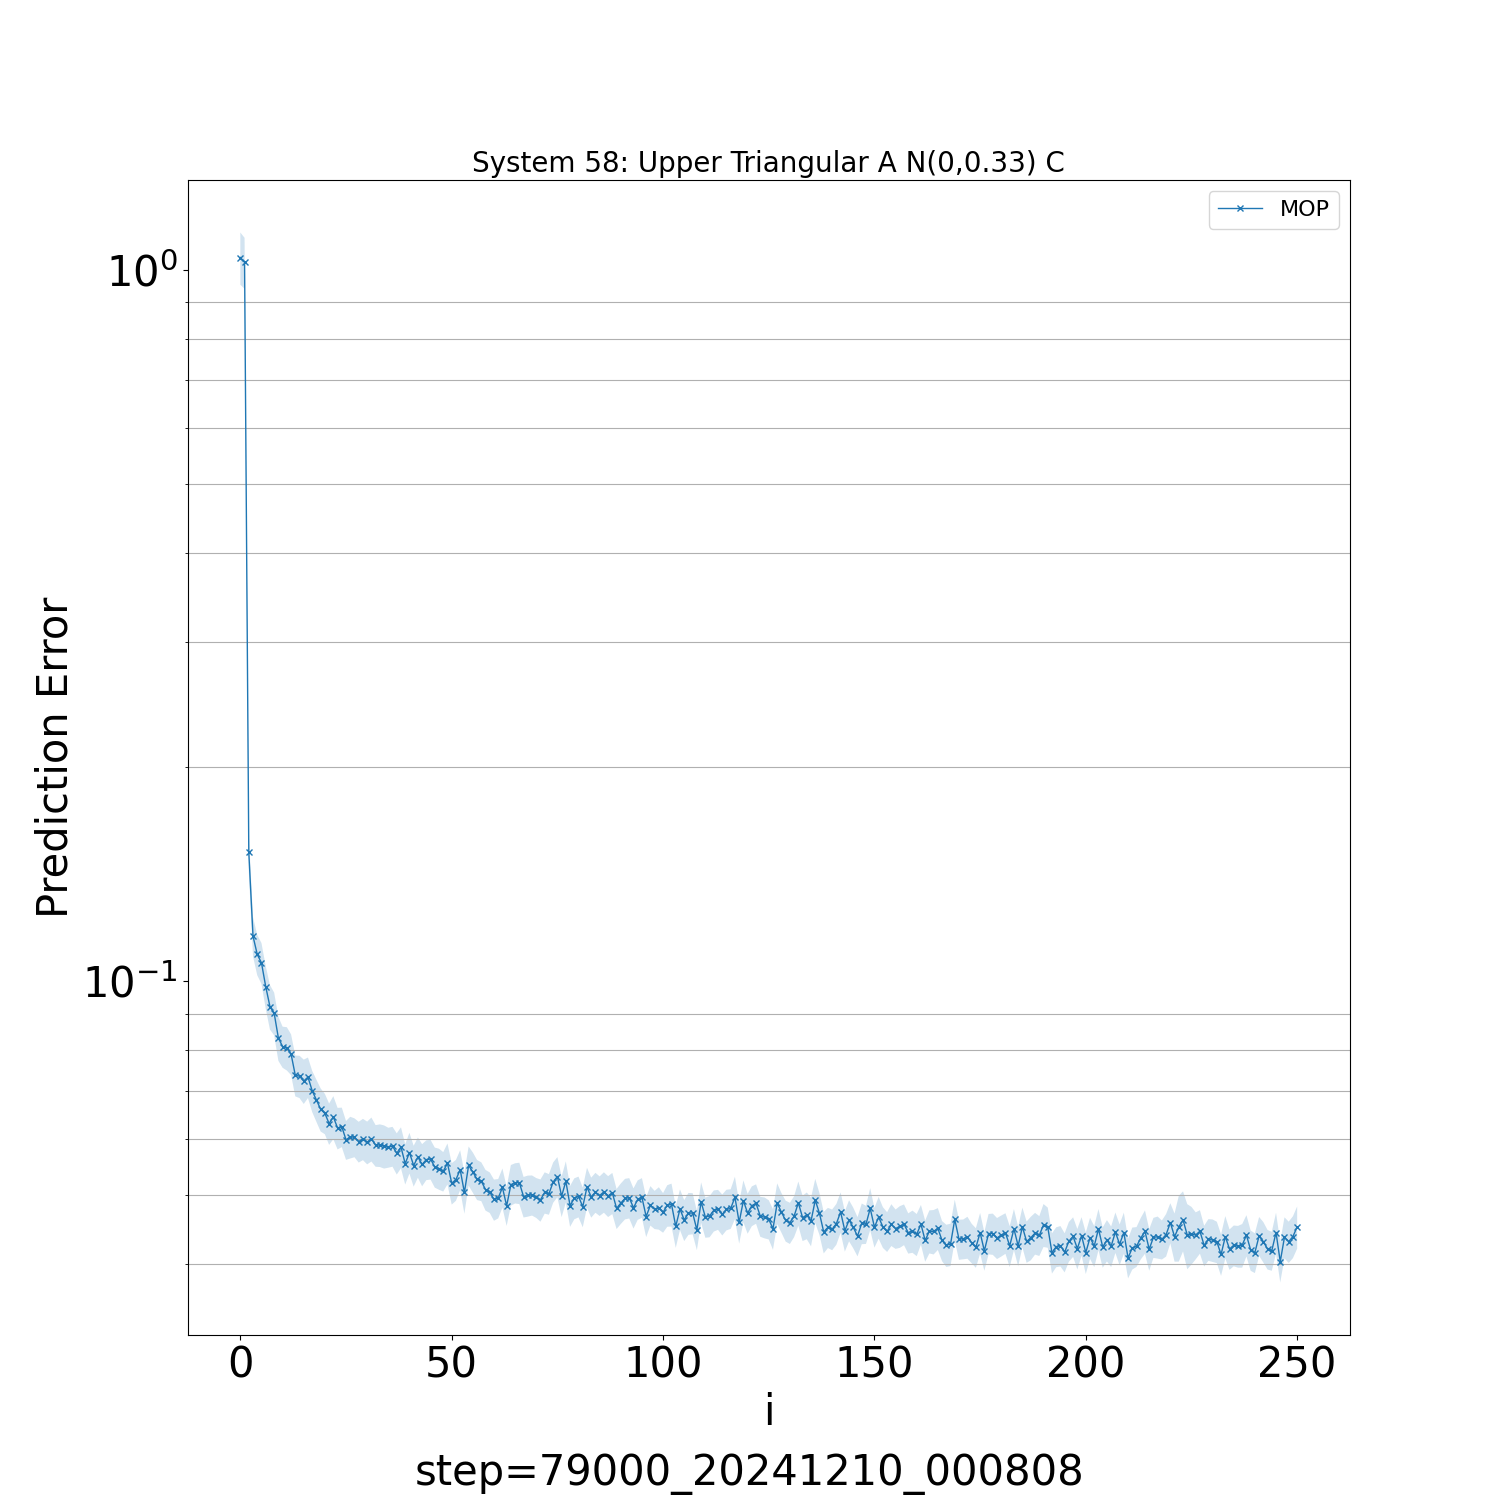 System 58: Upper Triangular A N(0,0.33) C
MOP
10⁰
Prediction Error
10⁻¹
0 50 100 150 200 250
i
step=79000_20241210_000808